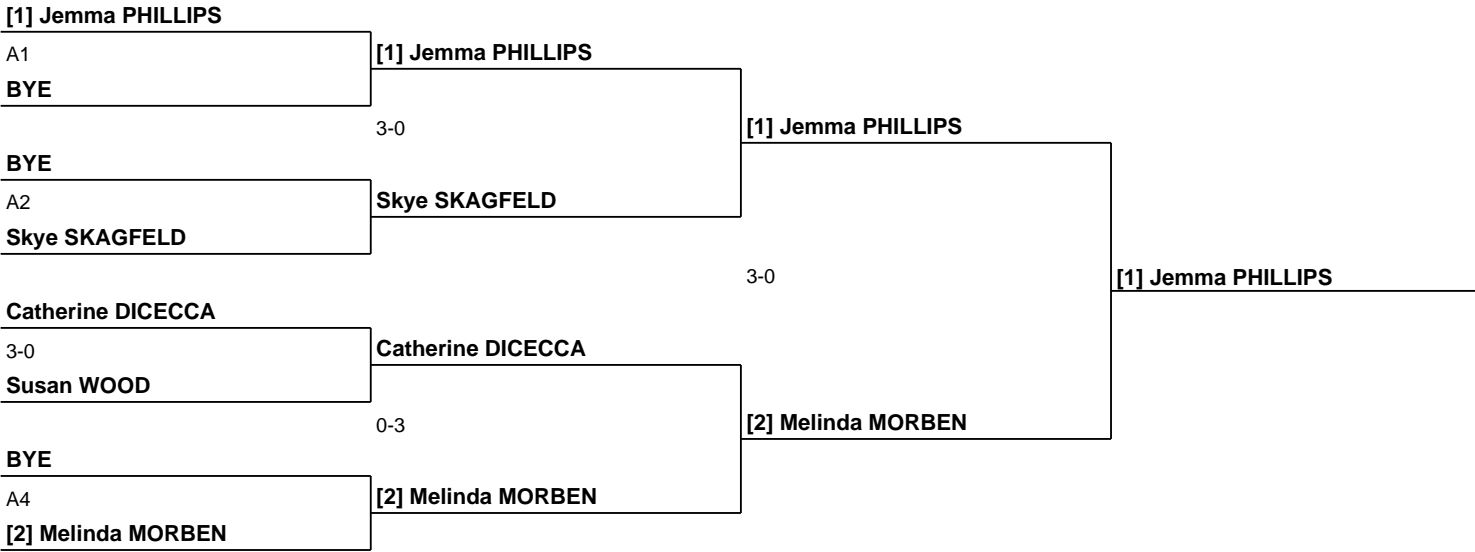 [1] Jemma PHILLIPS
A1
[1] Jemma PHILLIPS
BYE
3-0
[1] Jemma PHILLIPS
BYE
A2
Skye SKAGFELD
Skye SKAGFELD
3-0
[1] Jemma PHILLIPS
Catherine DICECCA
3-0
Catherine DICECCA
Susan WOOD
0-3
[2] Melinda MORBEN
BYE
A4
[2] Melinda MORBEN
[2] Melinda MORBEN